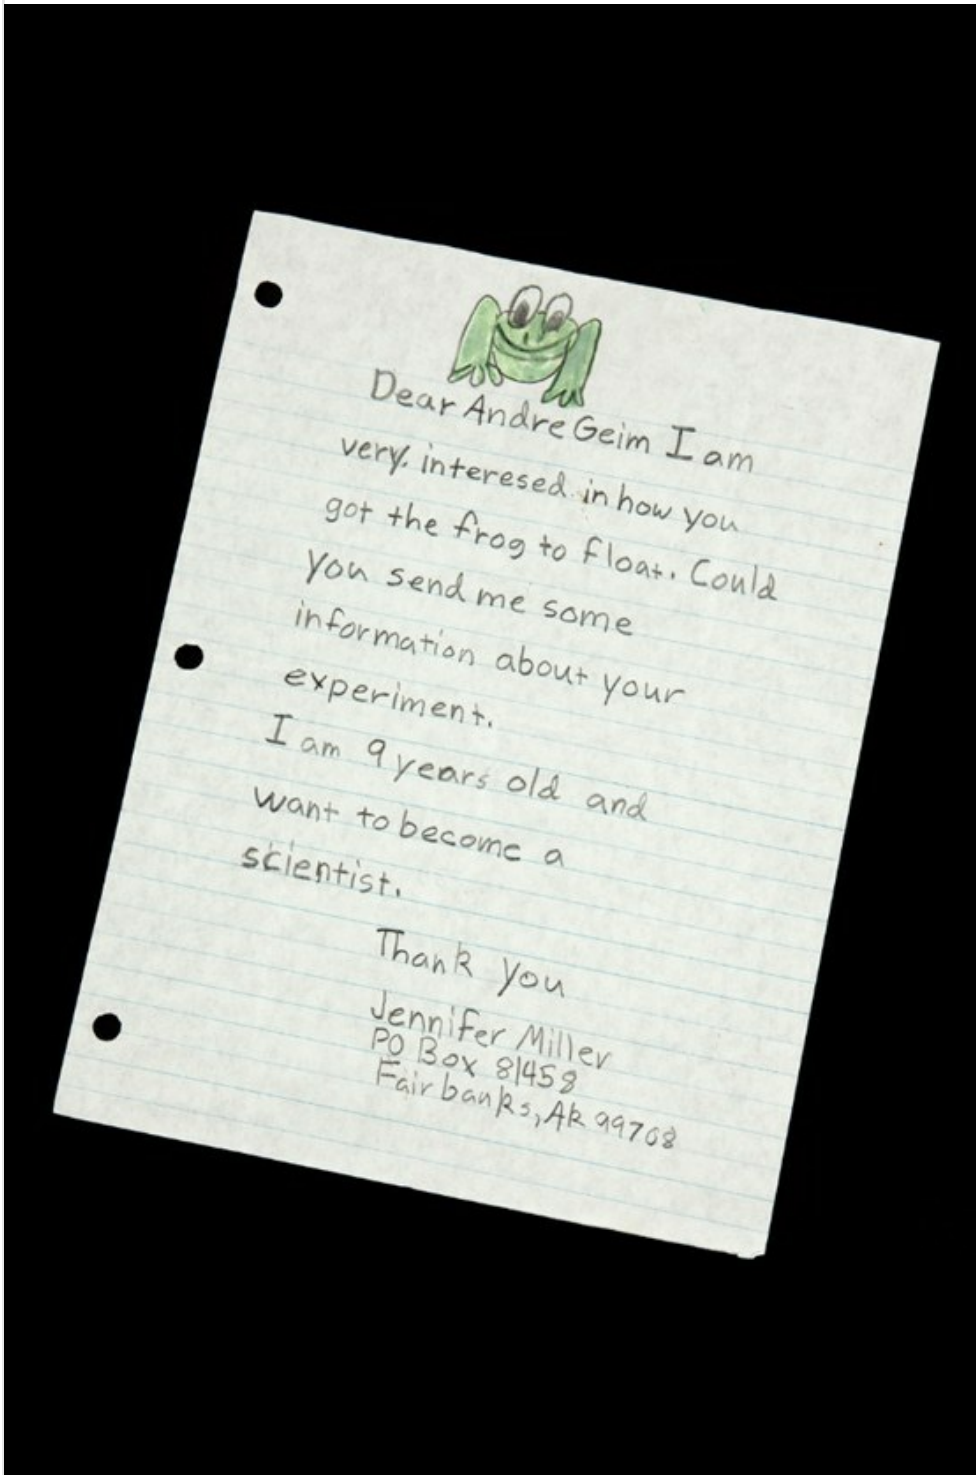 Dear Andre Geim I am
very interesed in how you
got the frog to float. Could
you send me some
information about your
experiment.
I am 9 years old and
want to become a
scientist.
Thank you
Jennifer Miller
PO Box 81458
Fairbanks, AK 99708